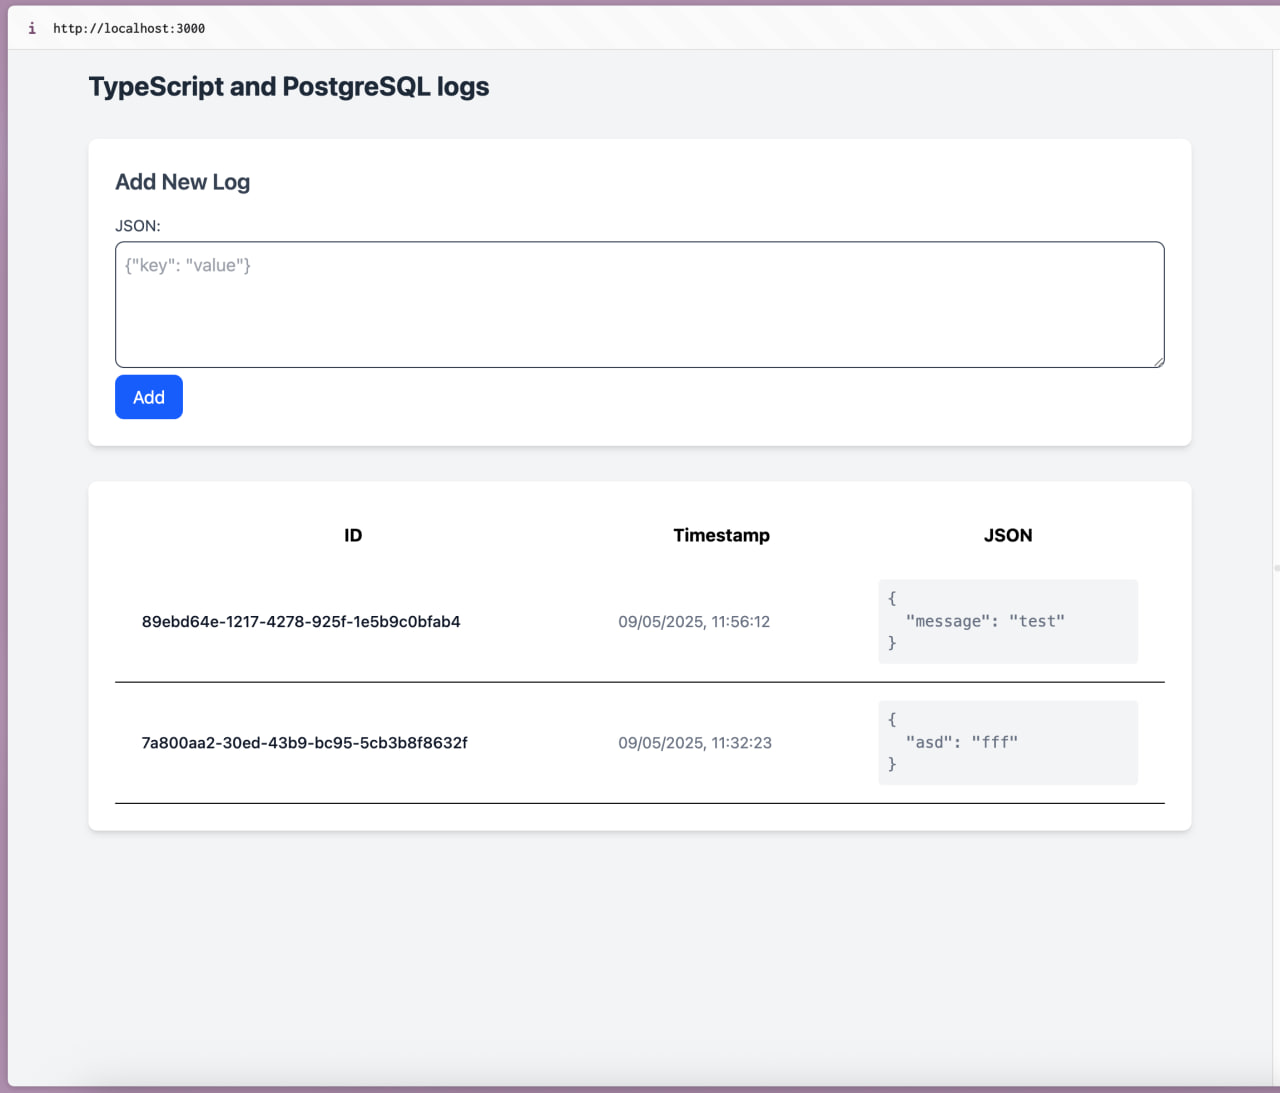 i http://localhost:3000
TypeScript and PostgreSQL logs
Add New Log
JSON:
{"key": "value"}
Add
ID Timestamp JSON
89ebd64e-1217-4278-925f-1e5b9c0bfab4 09/05/2025, 11:56:12
{
"message": "test"
}
7a800aa2-30ed-43b9-bc95-5cb3b8f8632f 09/05/2025, 11:32:23
{
"asd": "fff"
}